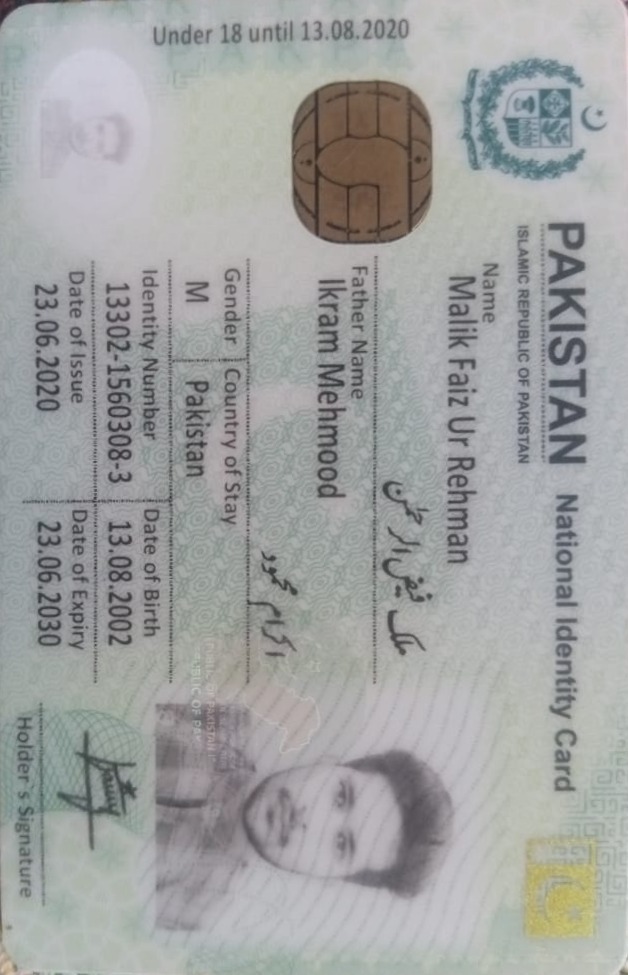 Under 18 until 13.08.2020
PAKISTAN National Identity Card
ISLAMIC REPUBLIC OF PAKISTAN
Name
Malik Faiz Ur Rehman
ملک فیض الرحمٰن
Father Name
Ikram Mehmood
اکرام محمود
Gender Country of Stay
M Pakistan
Identity Number Date of Birth
13302-1560308-3 13.08.2002
Date of Issue Date of Expiry
23.06.2020 23.06.2030
Holder's Signature